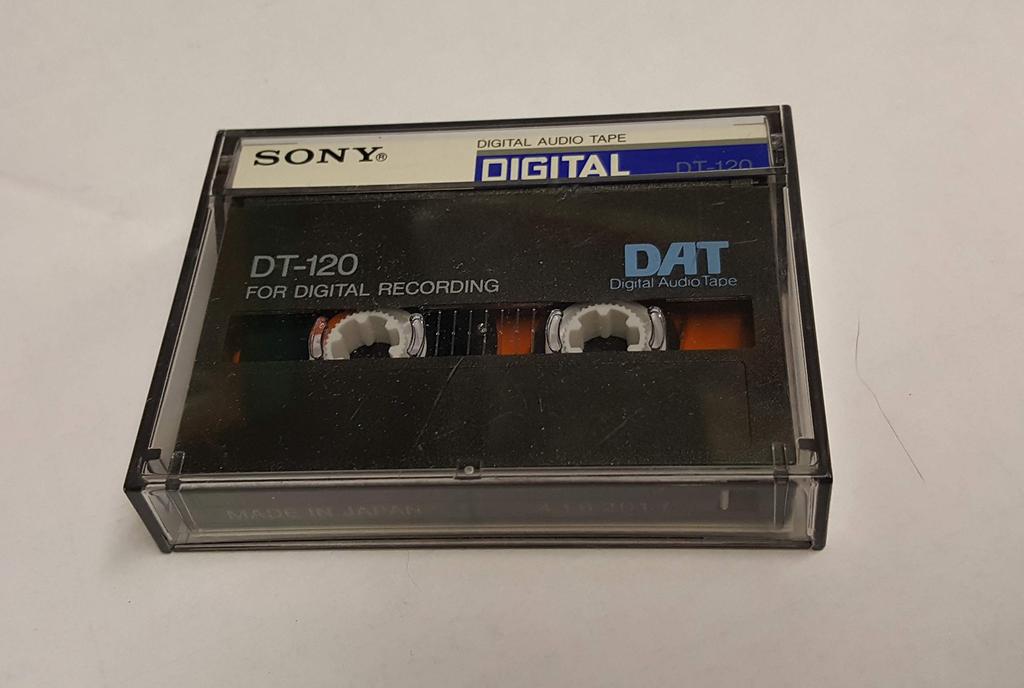 SONY®
DIGITAL AUDIO TAPE
DIGITAL
DT-120
DT-120
FOR DIGITAL RECORDING
DAT
Digital Audio Tape
MADE IN JAPAN